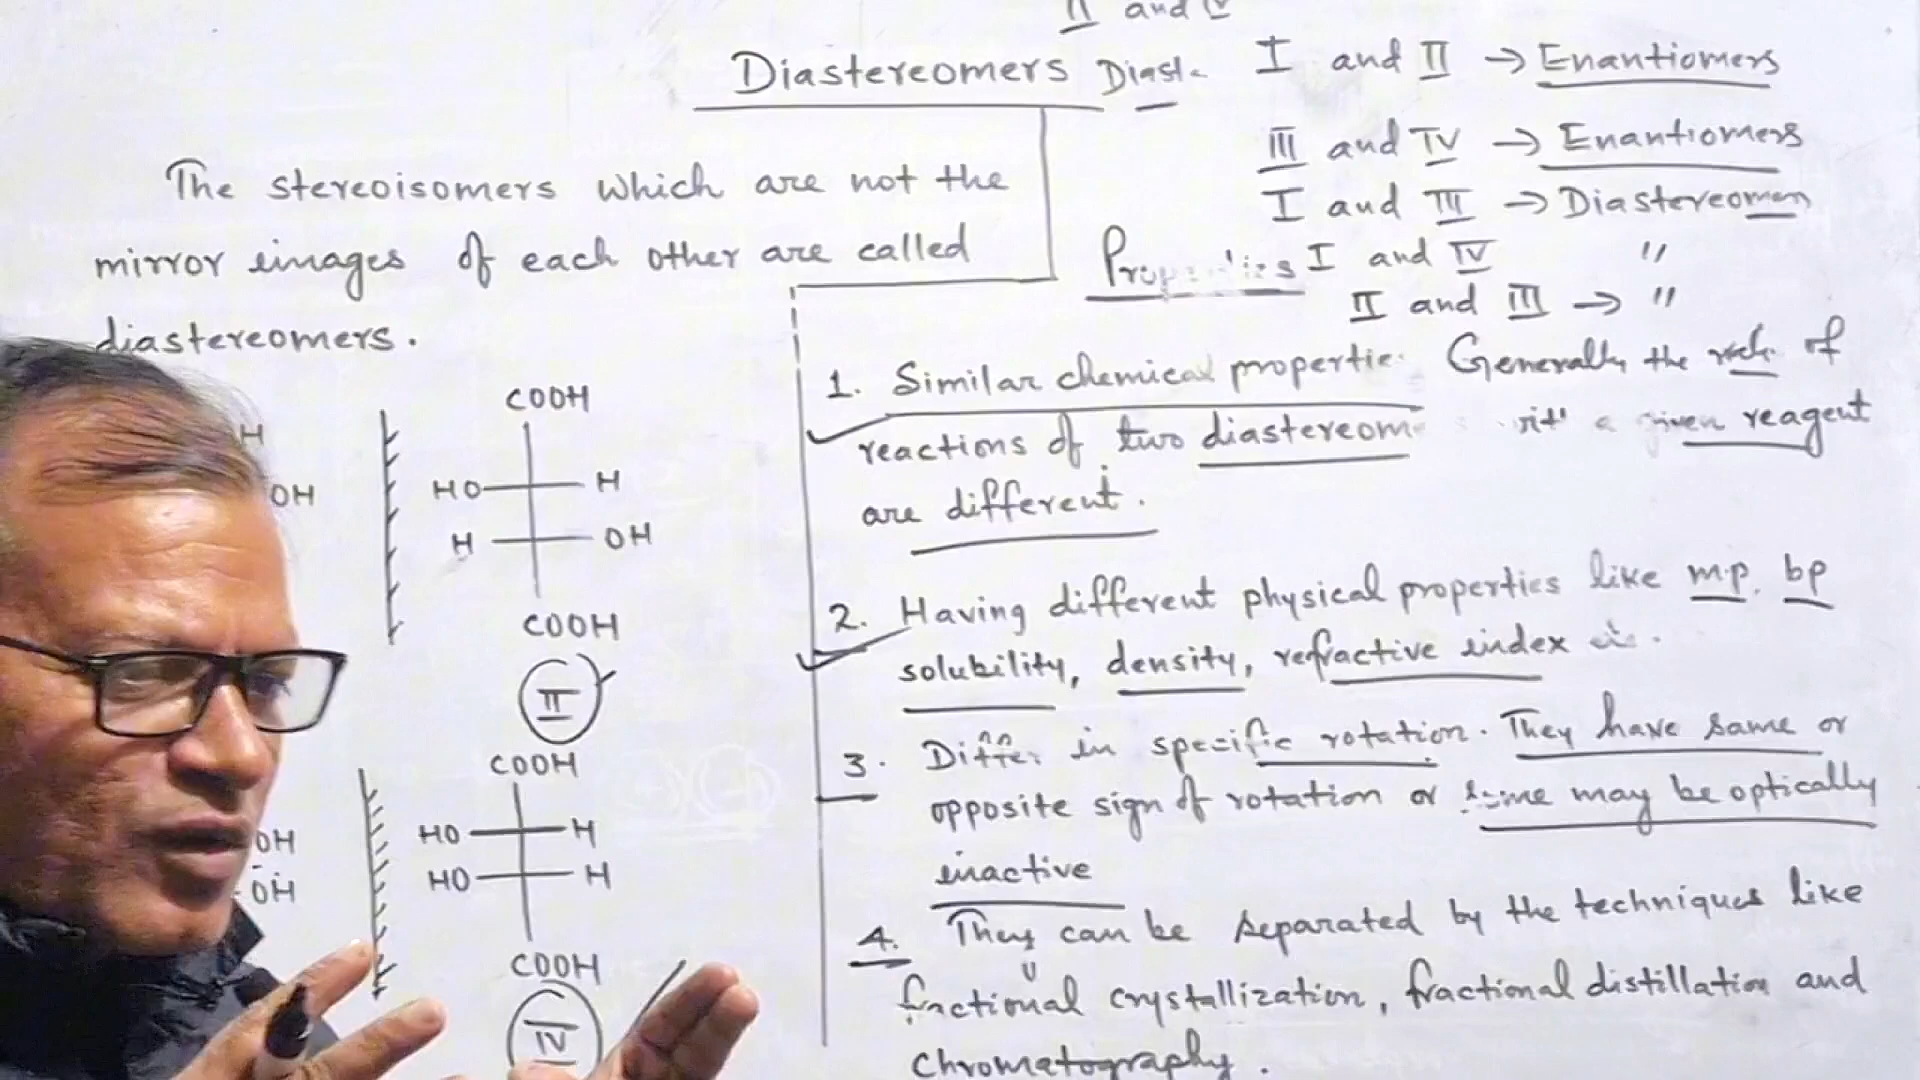 II and IV
Diastereomers Diast
I and II → Enantiomers
III and IV → Enantiomers
I and III → Diastereomers
I and IV "
II and III → "
The stereoisomers which are not the
mirror images of each other are called
diastereomers.
H
OH
COOH
HO H
H OH
COOH
II
OH
OH
COOH
HO H
HO H
COOH
IV
Properties
1. Similar chemical propertie Generally the of
reactions of two diastereom given reagent
are different.
2. Having different physical properties like m.p. bp
solubility, density, refractive index
3. Differ in specific rotation. They have same or
opposite sign of rotation or some may be optically
inactive
4. They can be separated by the techniques like
fractional crystallization, fractional distillation and
chromatography.